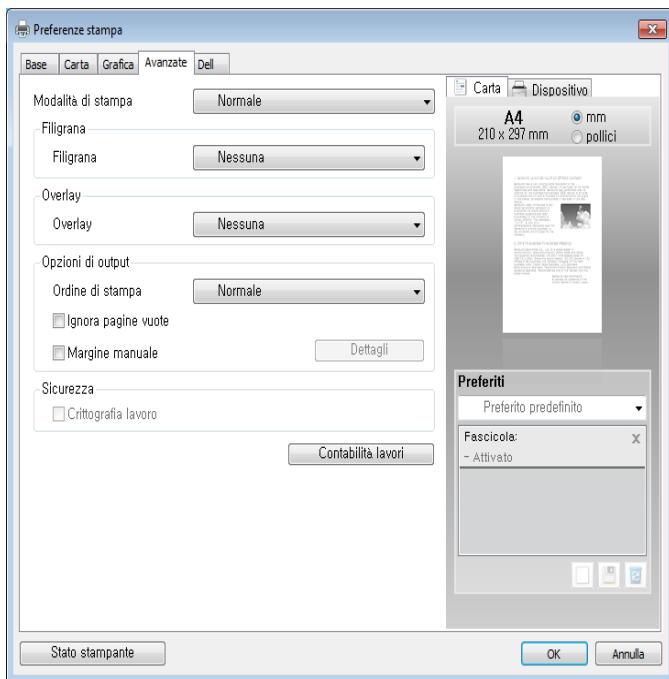 Preferenze stampa
Base Carta Grafica Avanzate Dell
Modalità di stampa Normale
Filigrana
Filigrana Nessuna
Overlay
Overlay Nessuna
Opzioni di output
Ordine di stampa Normale
Ignora pagine vuote
Margine manuale Dettagli
Sicurezza
Crittografia lavoro
Contabilità lavori
Carta Dispositivo
A4
210 x 297 mm
mm
pollici
Preferiti
Preferito predefinito
Fascicola: X
- Attivato
Stato stampante OK Annulla